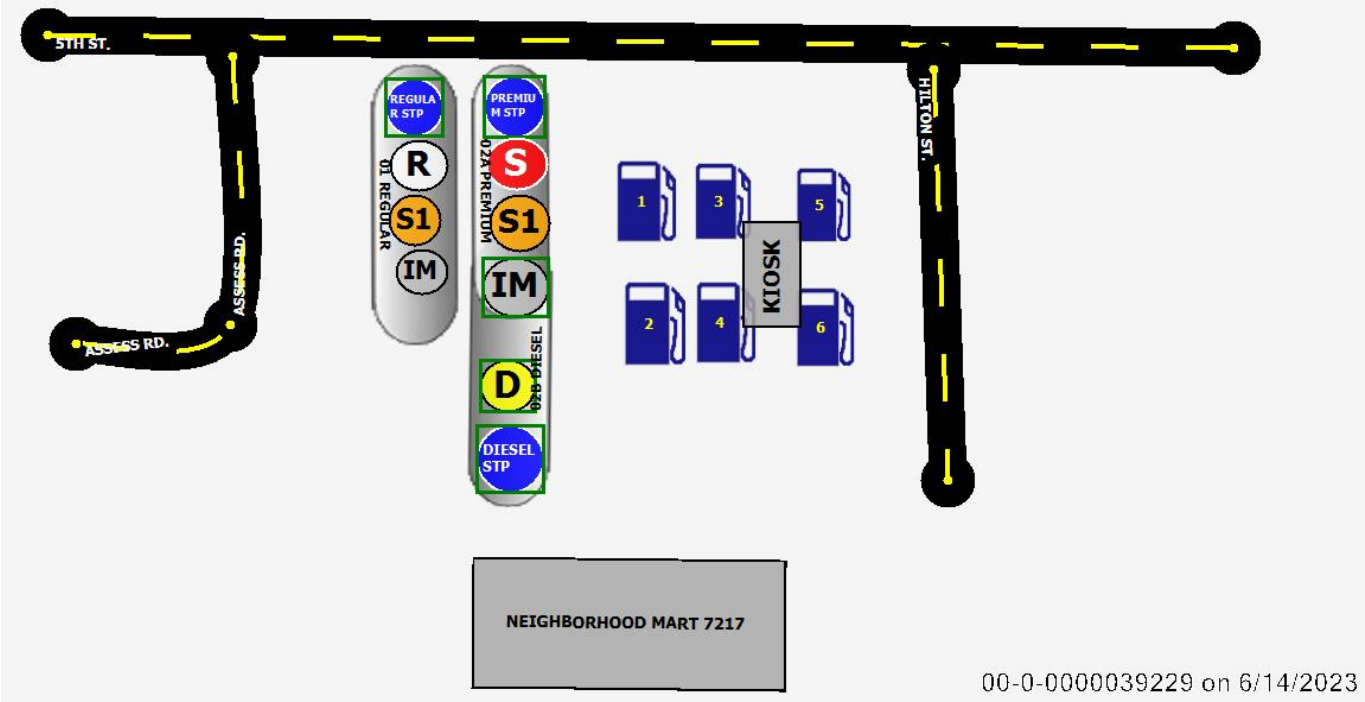 5TH ST.
REGULA
R STP
R
S1
IM
01 REGULAR
PREMIU
M STP
S
S1
IM
02A PREMIUM
D
02B DIESEL
DIESEL
STP
1
3
5
2
4
6
KIOSK
HILTON ST.
ASSESS RD.
ASSESS RD.
NEIGHBORHOOD MART 7217
00-0-0000039229 on 6/14/2023